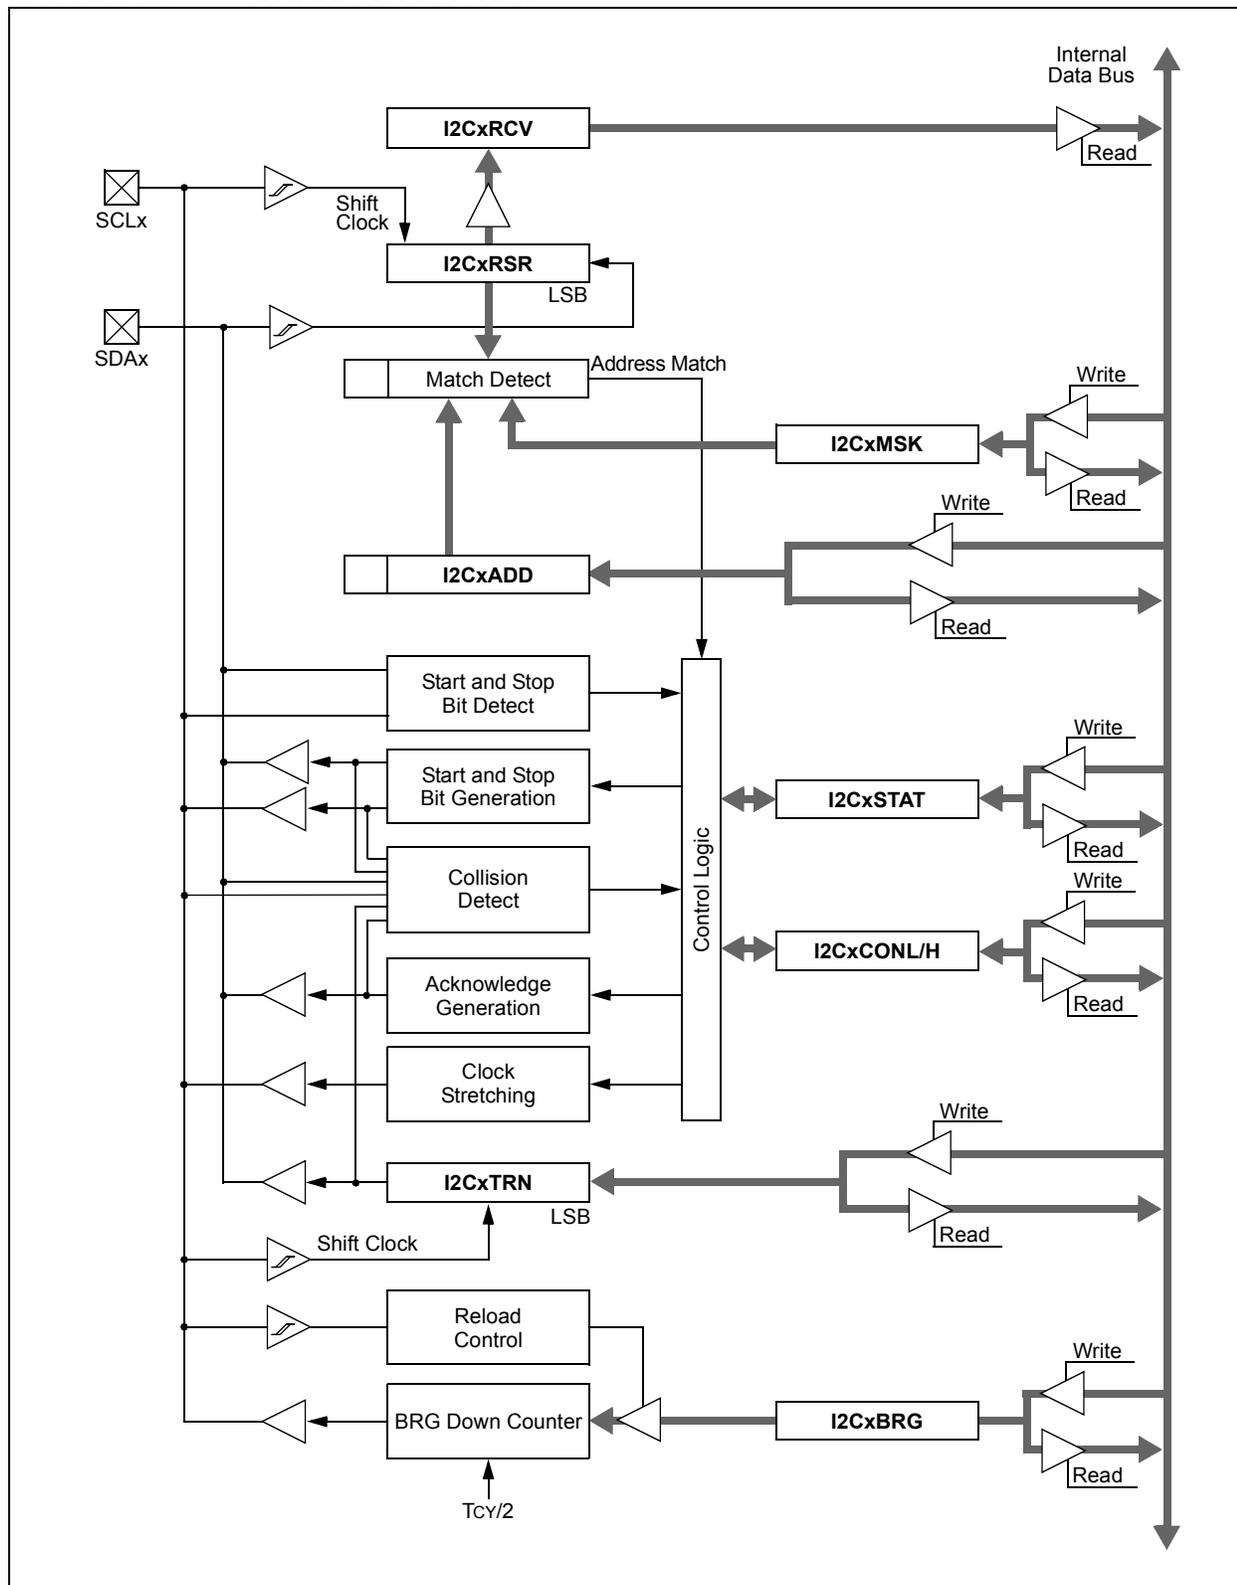 Internal
Data Bus
I2CxRCV
Read
SCLx
Shift
Clock
I2CxRSR
LSB
SDAx
Match Detect
Address Match
Write
I2CxMSK
Read
Write
I2CxADD
Read
Start and Stop
Bit Detect
Write
Start and Stop
Bit Generation
I2CxSTAT
Read
Control Logic
Collision
Detect
Write
I2CxCONL/H
Read
Acknowledge
Generation
Clock
Stretching
Write
I2CxTRN
LSB
Read
Shift Clock
Reload
Control
Write
BRG Down Counter
I2CxBRG
Read
TCY/2